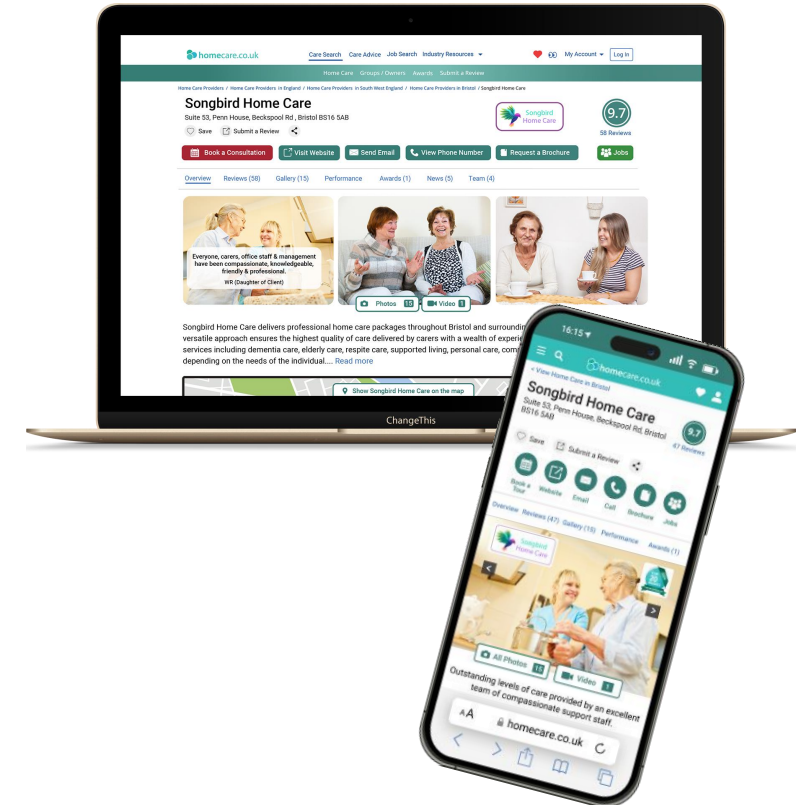 homecare.co.uk
Care Search Care Advice Job Search Industry Resources My Account Log In
Home Care Groups / Owners Awards Submit a Review
Home Care Providers / Home Care Providers in England / Home Care Providers in South West England / Home Care Providers in Bristol / Songbird Home Care
Songbird Home Care
Suite 53, Penn House, Beckspool Rd , Bristol BS16 5AB
Save Submit a Review
Songbird
Home Care
9.7
58 Reviews
Book a Consultation Visit Website Send Email View Phone Number Request a Brochure Jobs
Overview Reviews (58) Gallery (15) Performance Awards (1) News (5) Team (4)
Everyone, carers, office staff & management
have been compassionate, knowledgeable,
friendly & professional.
WR (Daughter of Client)
Photos 15 Video 1
Songbird Home Care delivers professional home care packages throughout Bristol and surroundin
versatile approach ensures the highest quality of care delivered by carers with a wealth of experie
services including dementia care, elderly care, respite care, supported living, personal care, com
depending on the needs of the individual.... Read more
Show Songbird Home Care on the map
ChangeThis
16:15
homecare.co.uk
< View Home Care in Bristol
Songbird Home Care
Suite 53, Penn House, Beckspool Rd, Bristol
BS16 5AB
9.7
47 Reviews
Save Submit a Review
Book a
Tour Website Email Call Brochure Jobs
Overview Reviews (47) Gallery (15) Performance Awards (1)
Songbird
Home Care
All Photos 15 Video 1
Outstanding levels of care provided by an excellent
team of compassionate support staff.
AA homecare.co.uk